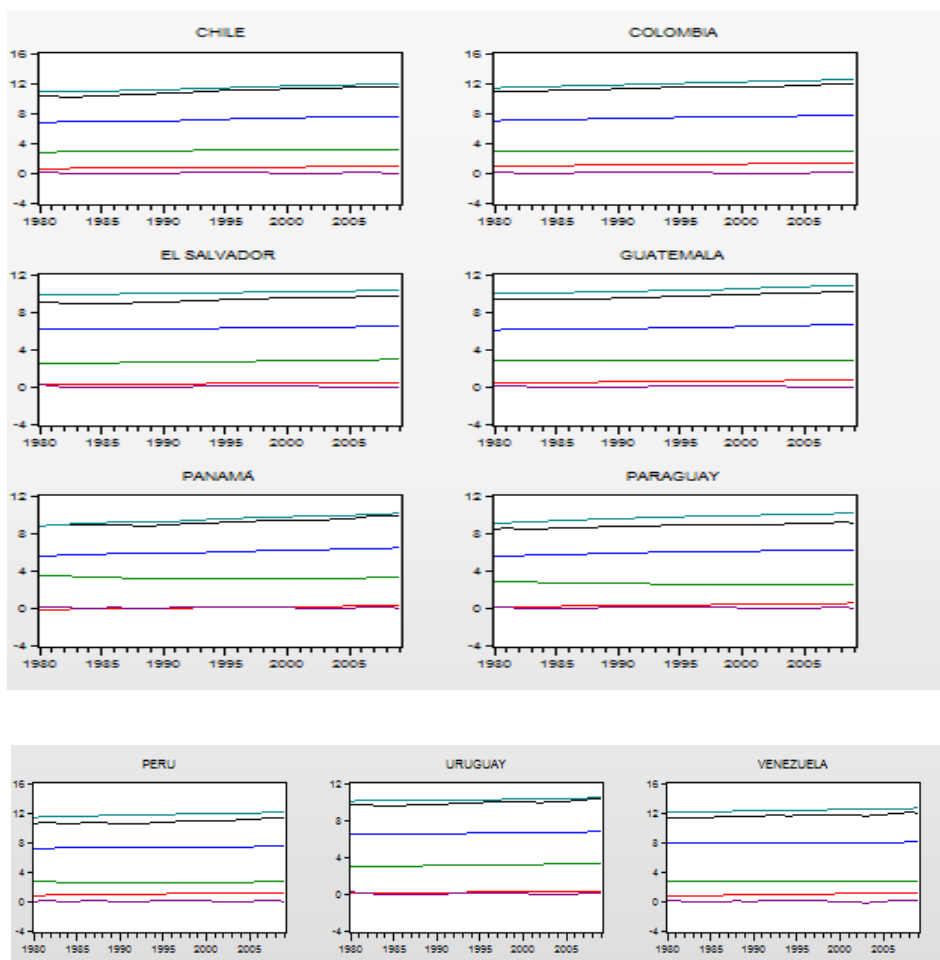 CHILE COLOMBIA
16 16
12 12
8 8
4 4
0 0
-4 -4
1980 1985 1990 1995 2000 2005 1980 1985 1990 1995 2000 2005
EL SALVADOR GUATEMALA
12 12
8 8
4 4
0 0
-4 -4
1980 1985 1990 1995 2000 2005 1980 1985 1990 1995 2000 2005
PANAMÁ PARAGUAY
12 12
8 8
4 4
0 0
-4 -4
1980 1985 1990 1995 2000 2005 1980 1985 1990 1995 2000 2005
PERU URUGUAY VENEZUELA
16 12 16
12 8 12
8 4 8
4 0 4
0 -4 0
-4 -4
1980 1985 1990 1995 2000 2005 1980 1985 1990 1995 2000 2005 1980 1985 1990 1995 2000 2005